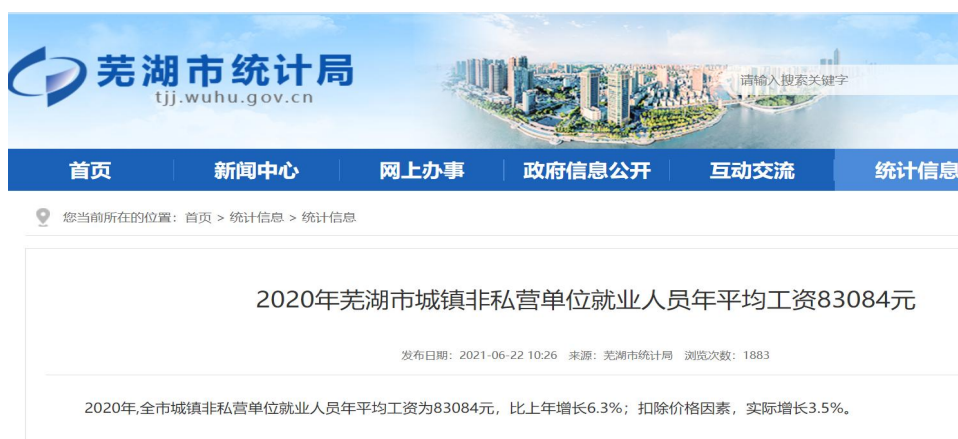 芜湖市统计局
tjj.wuhu.gov.cn
请输入搜索关键字
首页 新闻中心 网上办事 政府信息公开 互动交流 统计信息
您当前所在的位置：首页 > 统计信息 > 统计信息
2020年芜湖市城镇非私营单位就业人员年平均工资83084元
发布日期：2021-06-22 10:26 来源：芜湖市统计局 浏览次数：1883
2020年,全市城镇非私营单位就业人员年平均工资为83084元，比上年增长6.3%；扣除价格因素，实际增长3.5%。